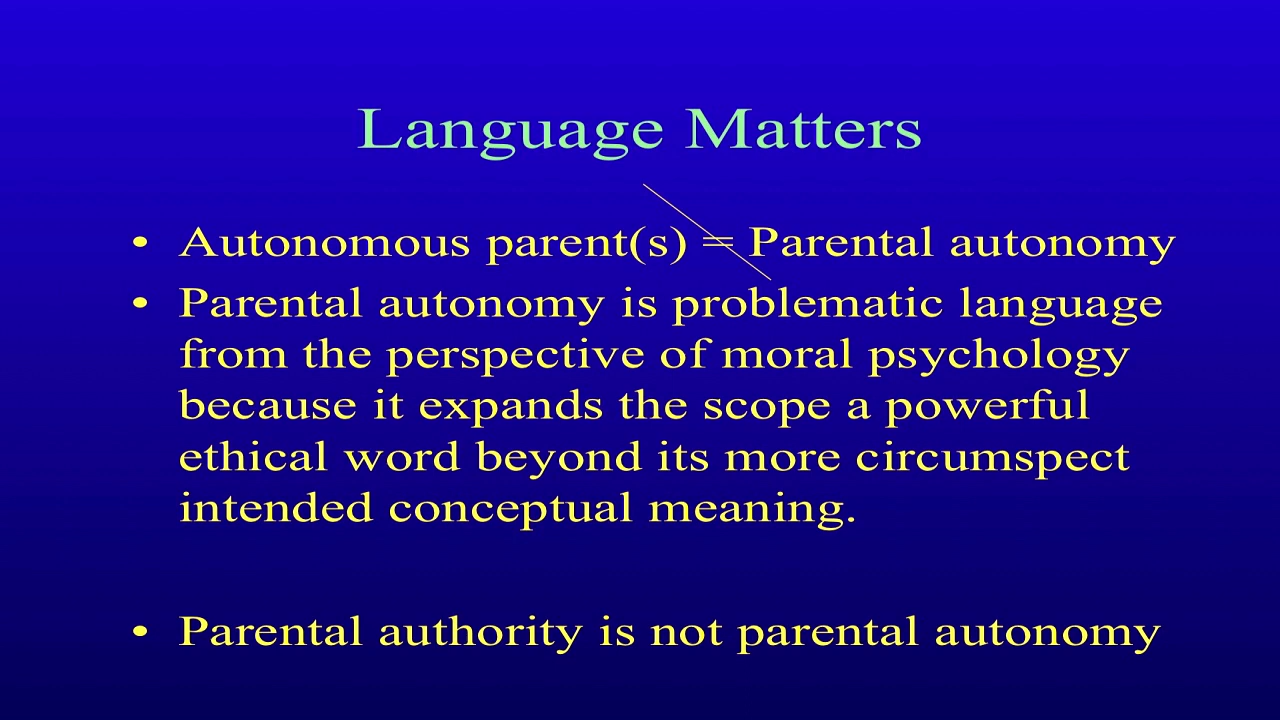 Language Matters
• Autonomous parent(s) ≠ Parental autonomy
• Parental autonomy is problematic language
from the perspective of moral psychology
because it expands the scope a powerful
ethical word beyond its more circumspect
intended conceptual meaning.
• Parental authority is not parental autonomy